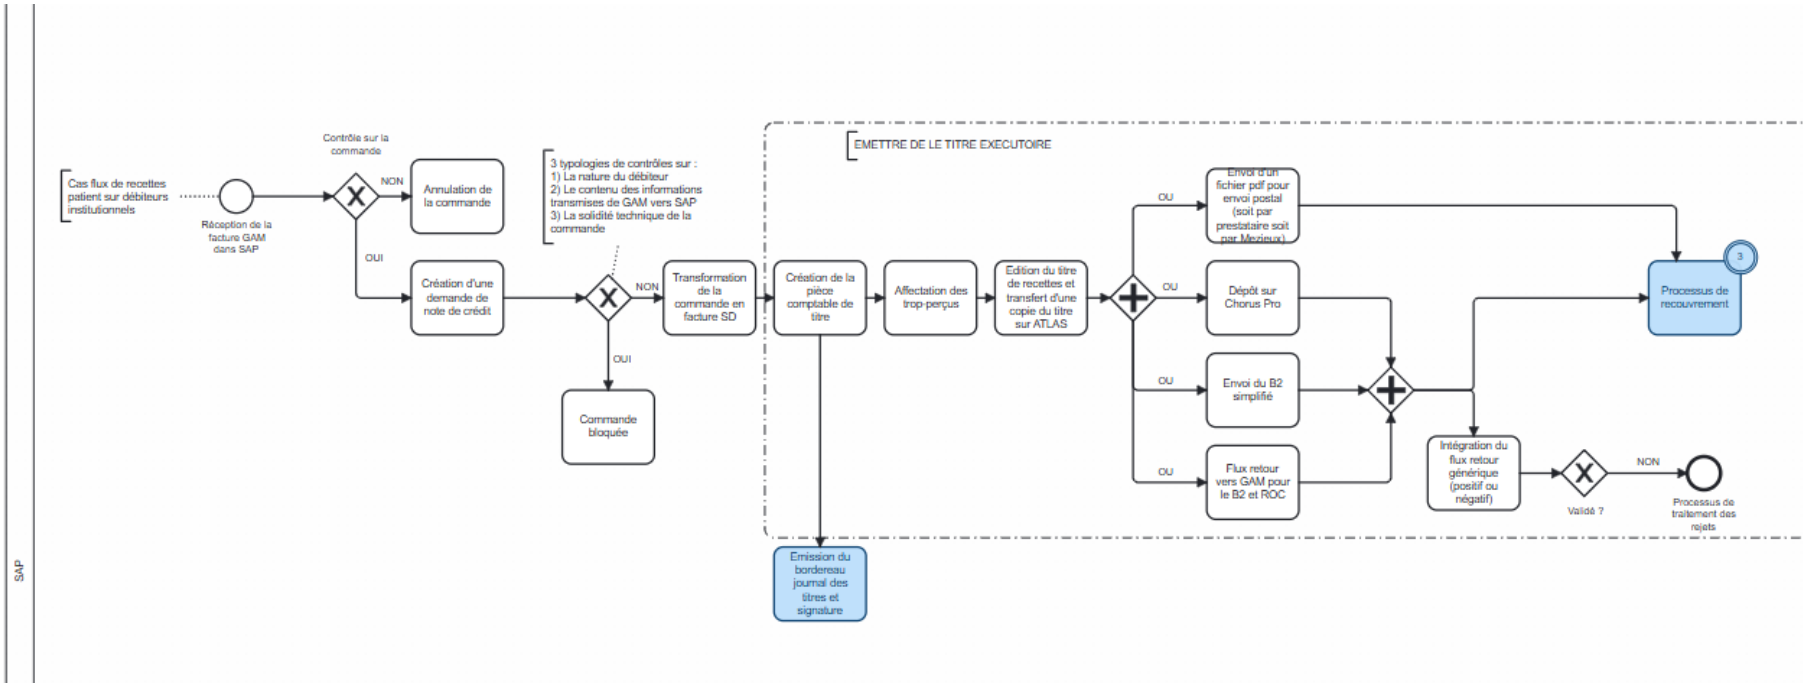 Cas flux de recettes
patient sur débiteurs
institutionnels
Réception de la
facture GAM
dans SAP
Contrôle sur la
commande
NON
Annulation de
la commande
OUI
Création d'une
demande de
note de crédit
3 typologies de contrôles sur :
1) La nature du débiteur
2) Le contenu des informations
transmises de GAM vers SAP
3) La solidité technique de la
commande
NON
OUI
Commande
bloquée
Transformation
de la
commande en
facture SD
EMETTRE DE LE TITRE EXECUTOIRE
Création de la
pièce
comptable de
titre
Affectation des
trop-perçus
Edition du titre
de recettes et
transfert d'une
copie du titre
sur ATLAS
OU
Envoi d'un
fichier pdf pour
envoi postal
(soit par
prestataire soit
par Mezieux)
OU
Dépôt sur
Chorus Pro
OU
Envoi du B2
simplifié
OU
Flux retour
vers GAM pour
le B2 et ROC
3
Processus de
recouvrement
Intégration du
flux retour
générique
(positif ou
négatif)
Validé ?
NON
Processus de
traitement des
rejets
Emission du
bordereau
journal des
titres et
signature
SAP